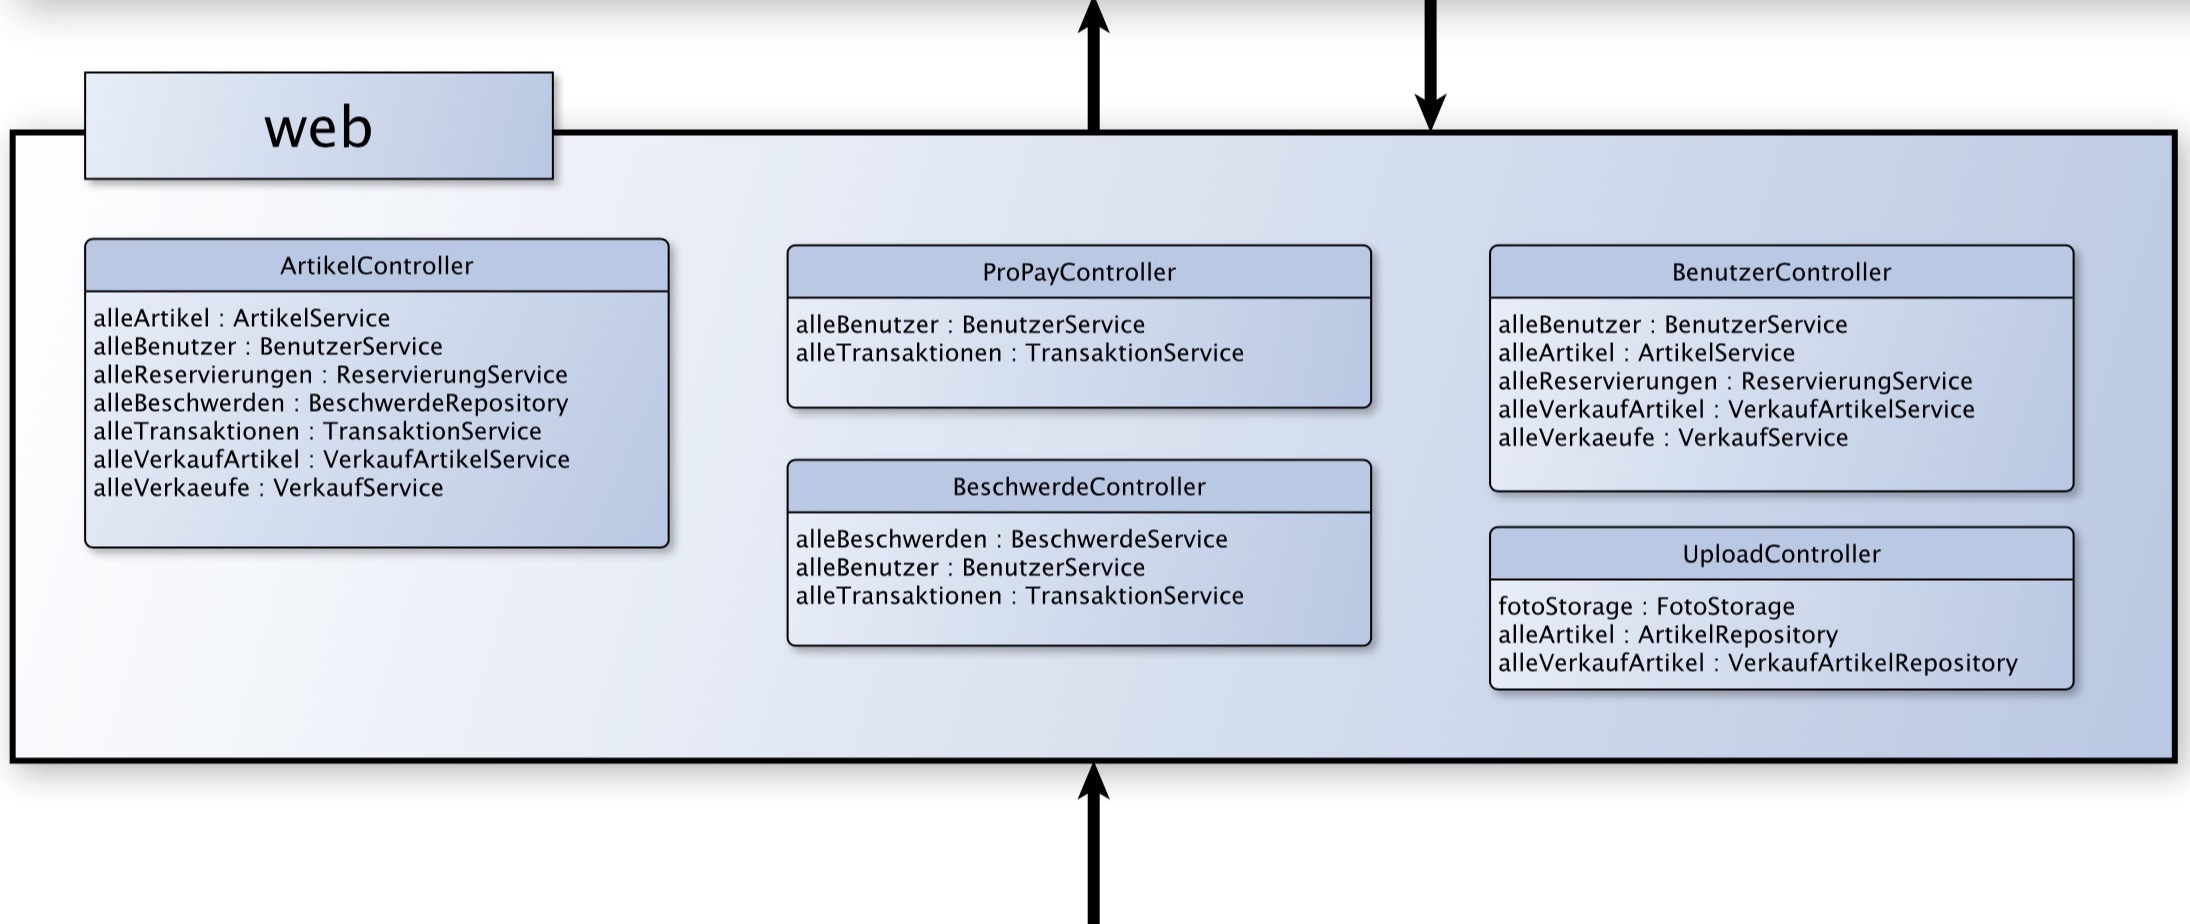 web
ArtikelController
alleArtikel : ArtikelService
alleBenutzer : BenutzerService
alleReservierungen : ReservierungService
alleBeschwerden : BeschwerdeRepository
alleTransaktionen : TransaktionService
alleVerkaufArtikel : VerkaufArtikelService
alleVerkaeufe : VerkaufService
ProPayController
alleBenutzer : BenutzerService
alleTransaktionen : TransaktionService
BeschwerdeController
alleBeschwerden : BeschwerdeService
alleBenutzer : BenutzerService
alleTransaktionen : TransaktionService
BenutzerController
alleBenutzer : BenutzerService
alleArtikel : ArtikelService
alleReservierungen : ReservierungService
alleVerkaufArtikel : VerkaufArtikelService
alleVerkaeufe : VerkaufService
UploadController
fotoStorage : FotoStorage
alleArtikel : ArtikelRepository
alleVerkaufArtikel : VerkaufArtikelRepository